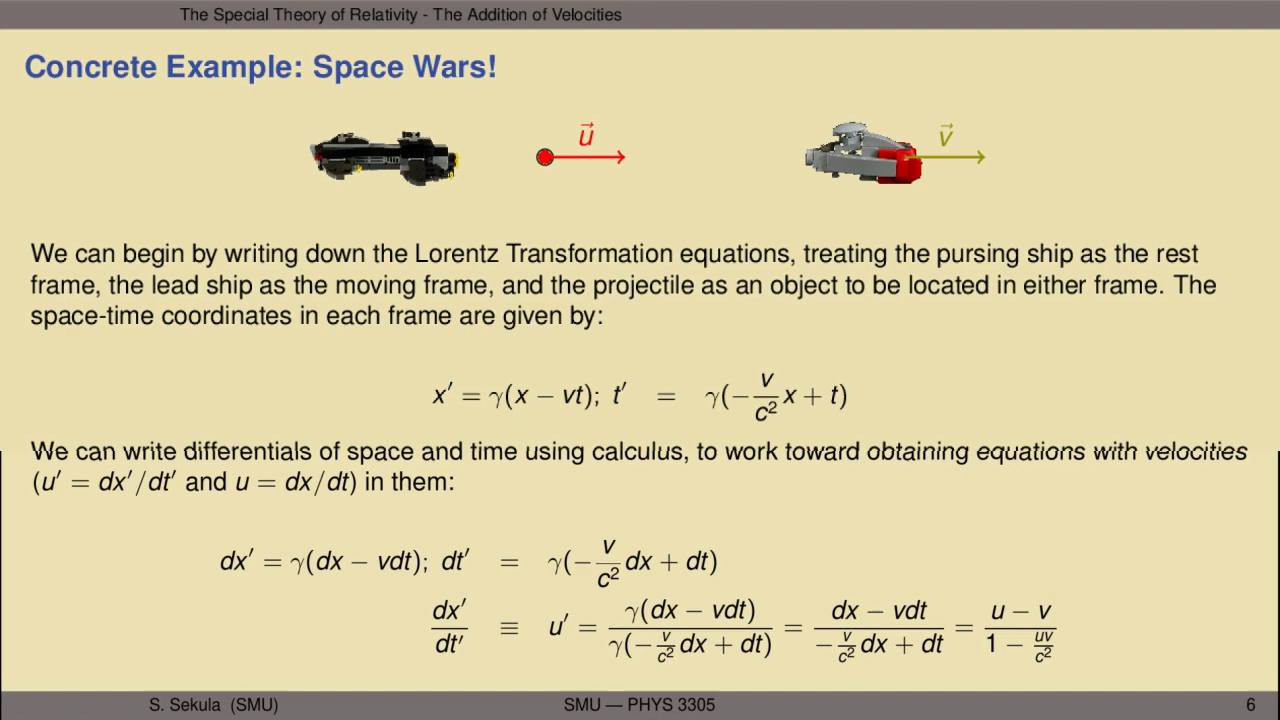 The Special Theory of Relativity - The Addition of Velocities
Concrete Example: Space Wars!
u⃗
v⃗
We can begin by writing down the Lorentz Transformation equations, treating the pursing ship as the rest
frame, the lead ship as the moving frame, and the projectile as an object to be located in either frame. The
space-time coordinates in each frame are given by:
x′ = γ(x − vt); t′ = γ(−v/c² x + t)
We can write differentials of space and time using calculus, to work toward obtaining equations with velocities
(u′ = dx′/dt′ and u = dx/dt) in them:
dx′ = γ(dx − vdt); dt′ = γ(−v/c² dx + dt)
dx′/dt′ ≡ u′ = γ(dx − vdt)/γ(−v/c² dx + dt) = (dx − vdt)/(−v/c² dx + dt) = (u − v)/(1 − uv/c²)
S. Sekula (SMU) SMU — PHYS 3305 6